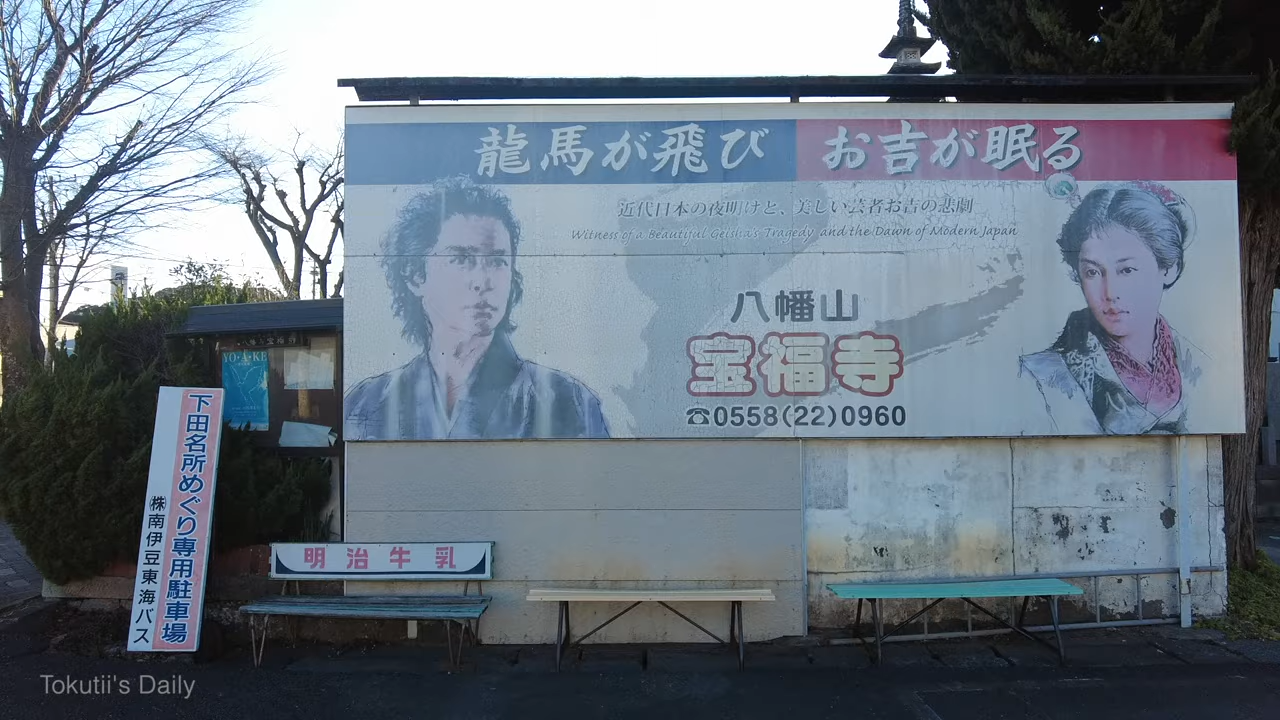 龍馬が飛び お吉が眠る
近代日本の夜明けと、美しい芸者お吉の悲劇
Witness of a Beautiful Geisha's Tragedy and the Dawn of Modern Japan
八幡山
宝福寺
☎0558(22)0960
YO・A・KE
下田名所めぐり専用駐車場
㈱南伊豆東海バス
明治牛乳
Tokutii's Daily